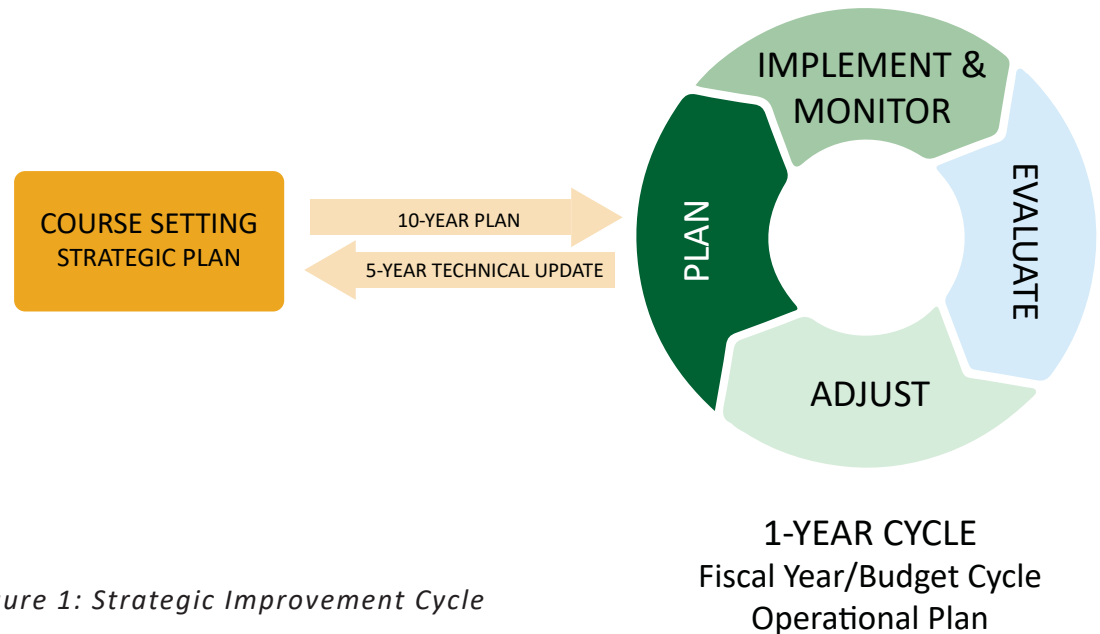 COURSE SETTING
STRATEGIC PLAN
10-YEAR PLAN
5-YEAR TECHNICAL UPDATE
PLAN
IMPLEMENT &
MONITOR
EVALUATE
ADJUST
1-YEAR CYCLE
Fiscal Year/Budget Cycle
Operational Plan
ure 1: Strategic Improvement Cycle